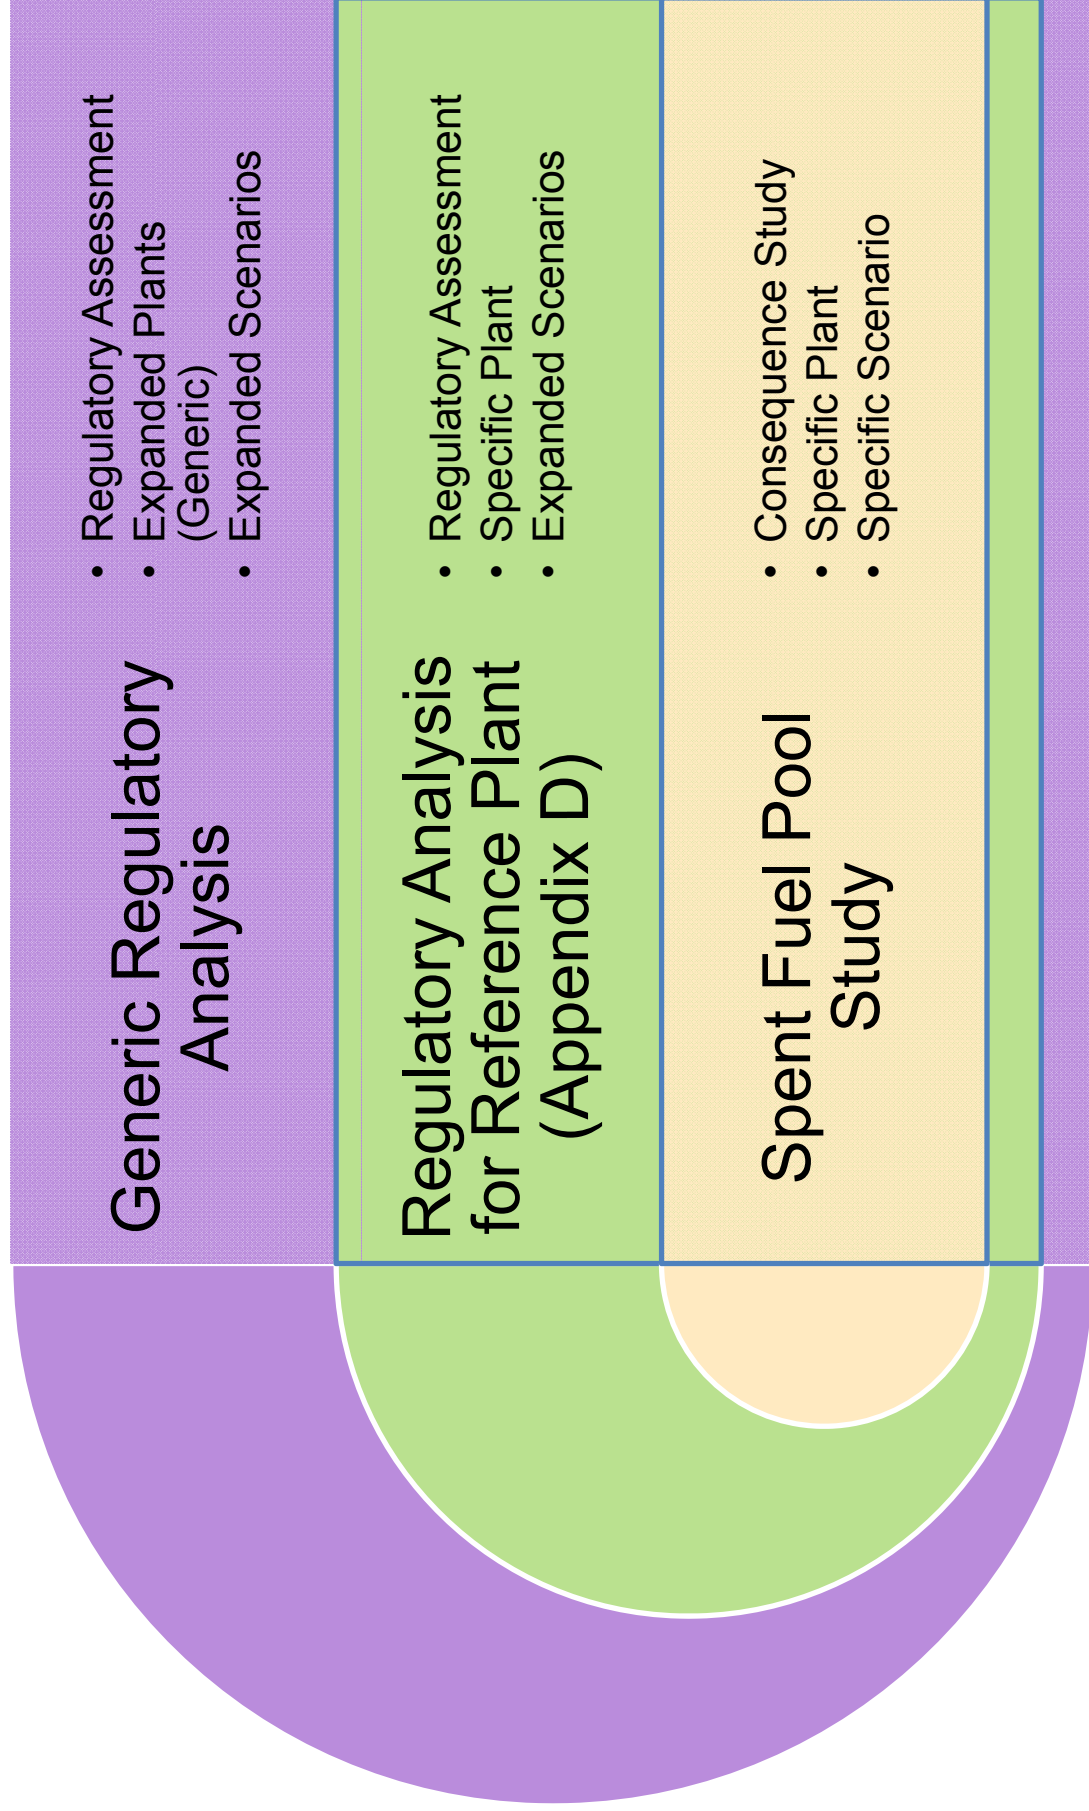 Generic Regulatory
Analysis
• Regulatory Assessment
• Expanded Plants
(Generic)
• Expanded Scenarios
Regulatory Analysis
for Reference Plant
(Appendix D)
• Regulatory Assessment
• Specific Plant
• Expanded Scenarios
Spent Fuel Pool
Study
• Consequence Study
• Specific Plant
• Specific Scenario